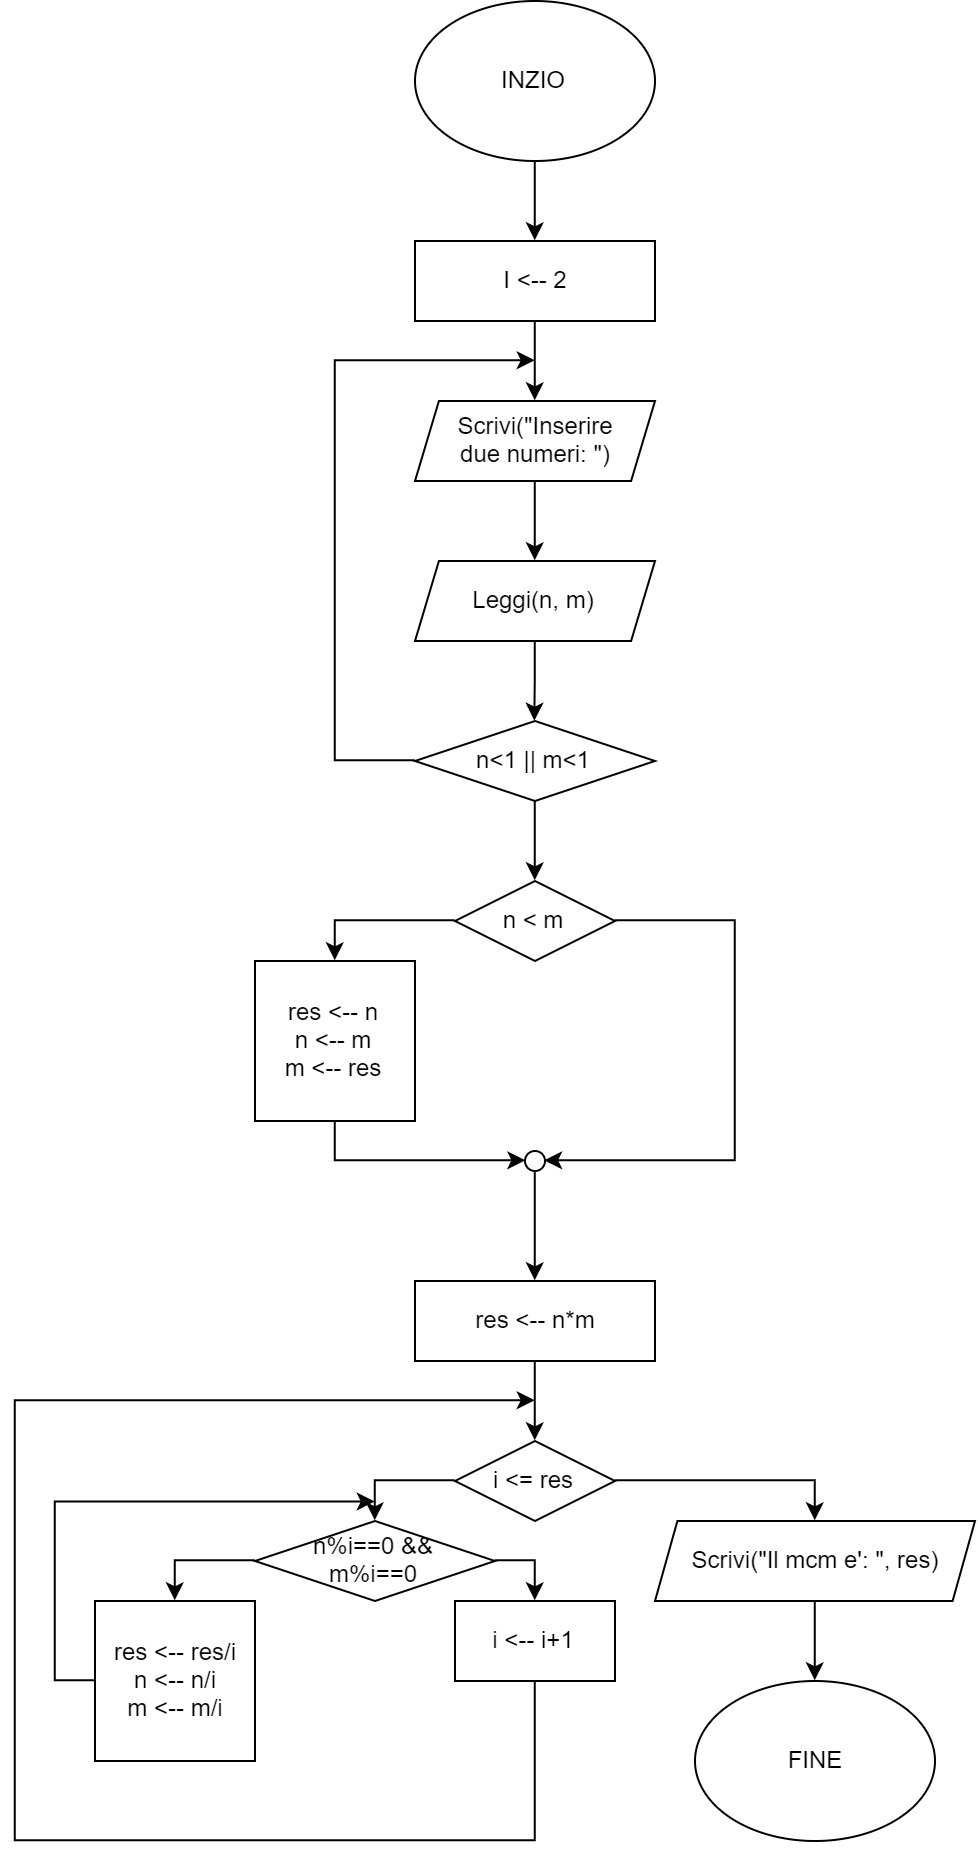 INZIO
I <-- 2
Scrivi("Inserire
due numeri: ")
Leggi(n, m)
n<1 || m<1
n < m
res <-- n
n <-- m
m <-- res
res <-- n*m
i <= res
n%i==0 &&
m%i==0
Scrivi("Il mcm e': ", res)
res <-- res/i
n <-- n/i
m <-- m/i
i <-- i+1
FINE